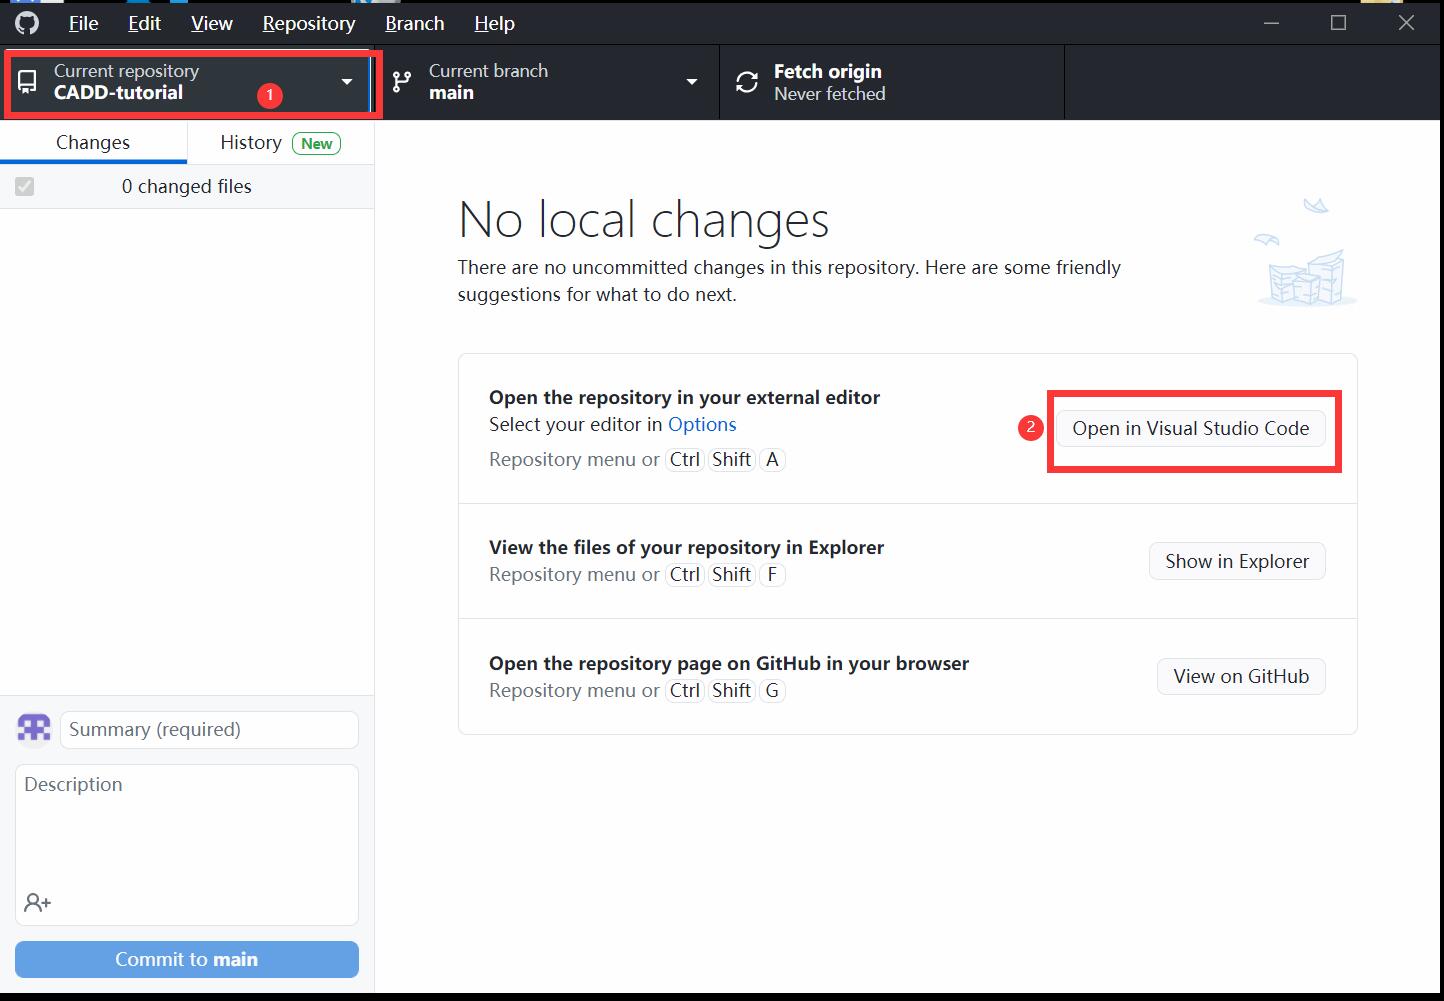 File Edit View Repository Branch Help
Current repository
CADD-tutorial
1
Current branch
main
Fetch origin
Never fetched
Changes
History New
0 changed files
No local changes
There are no uncommitted changes in this repository. Here are some friendly
suggestions for what to do next.
Open the repository in your external editor
Select your editor in Options
Repository menu or Ctrl Shift A
2
Open in Visual Studio Code
View the files of your repository in Explorer
Repository menu or Ctrl Shift F
Show in Explorer
Open the repository page on GitHub in your browser
Repository menu or Ctrl Shift G
View on GitHub
Summary (required)
Description
Commit to main